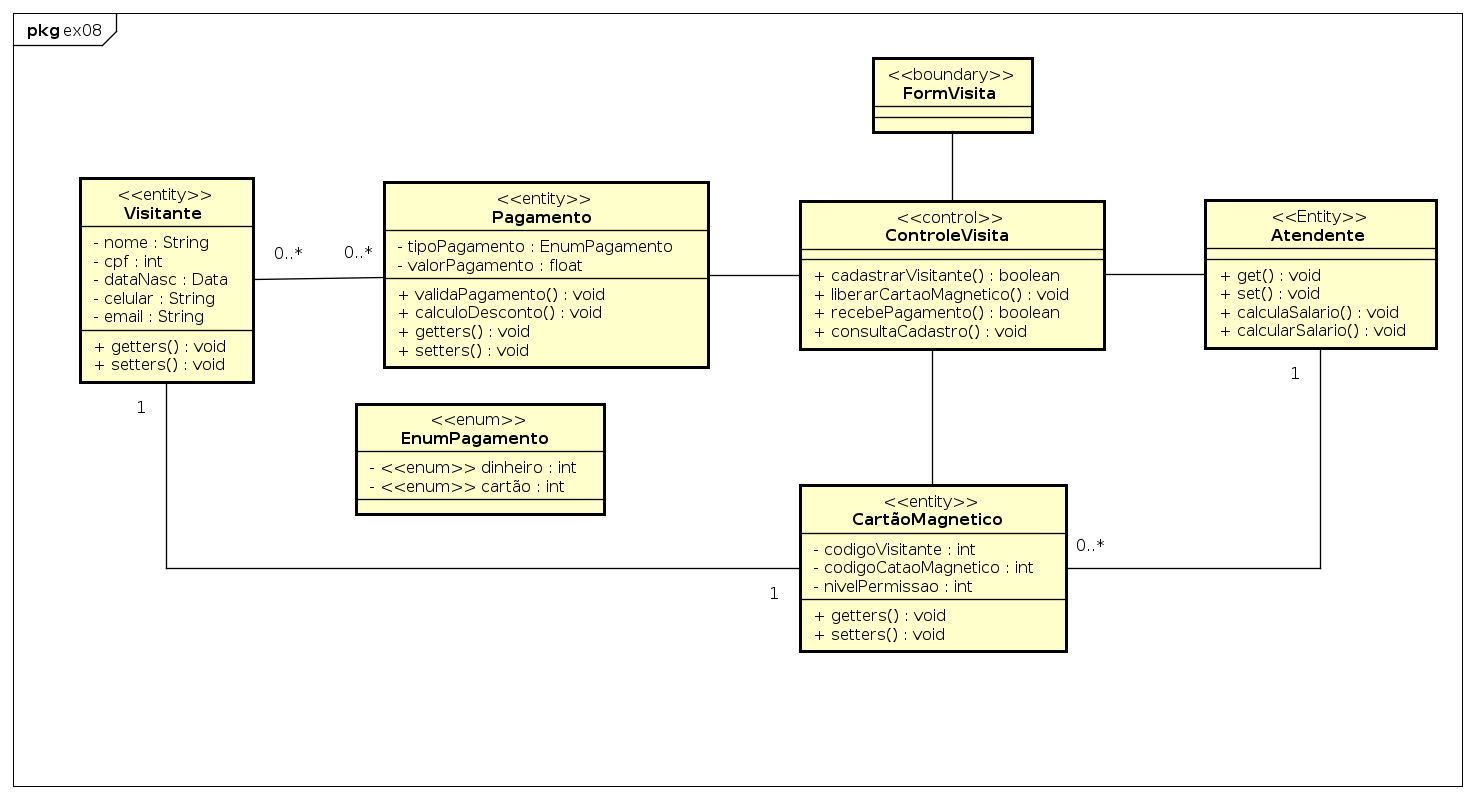 pkg ex08
<<boundary>>
FormVisita
<<entity>>
Visitante
- nome : String
- cpf : int
- dataNasc : Data
- celular : String
- email : String
+ getters() : void
+ setters() : void
0..*
0..*
<<entity>>
Pagamento
- tipoPagamento : EnumPagamento
- valorPagamento : float
+ validaPagamento() : void
+ calculoDesconto() : void
+ getters() : void
+ setters() : void
<<control>>
ControleVisita
+ cadastrarVisitante() : boolean
+ liberarCartaoMagnetico() : void
+ recebePagamento() : boolean
+ consultaCadastro() : void
<<Entity>>
Atendente
+ get() : void
+ set() : void
+ calculaSalario() : void
+ calcularSalario() : void
1
1
<<enum>>
EnumPagamento
- <<enum>> dinheiro : int
- <<enum>> cartão : int
<<entity>>
CartãoMagnetico
- codigoVisitante : int
- codigoCataoMagnetico : int
- nivelPermissao : int
+ getters() : void
+ setters() : void
0..*
1